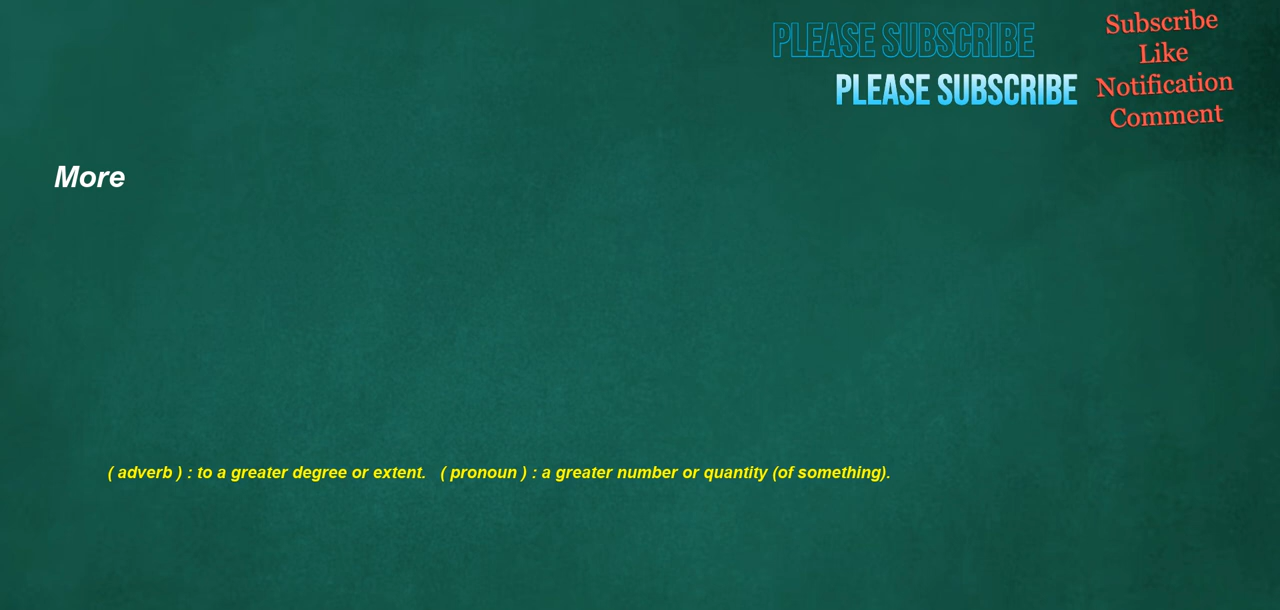 PLEASE SUBSCRIBE
PLEASE SUBSCRIBE
Subscribe
Like
Notification
Comment
More
( adverb ) : to a greater degree or extent. ( pronoun ) : a greater number or quantity (of something).